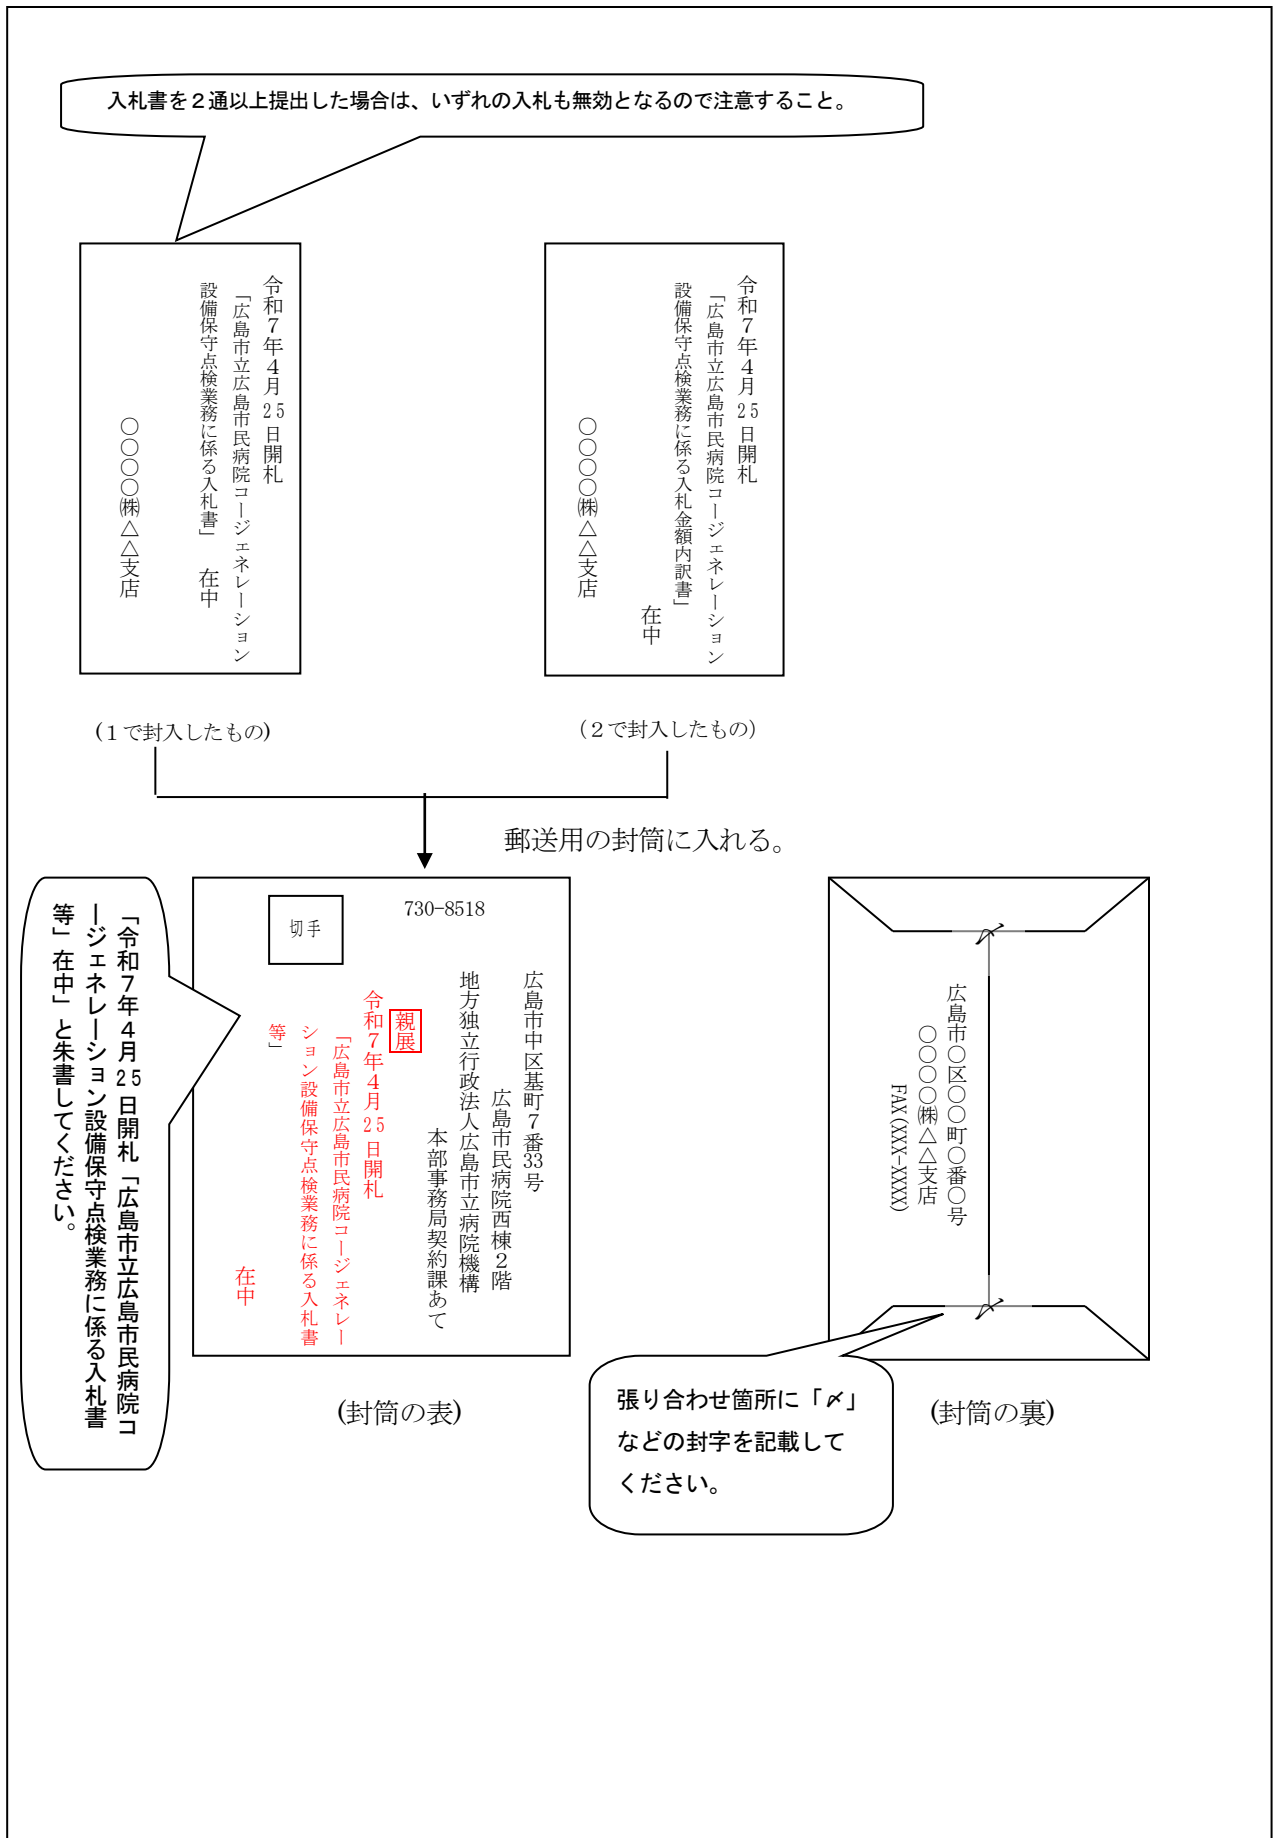 入札書を２通以上提出した場合は、いずれの入札も無効となるので注意すること。
令和７年４月25日開札
「広島市立広島市民病院コージェネレーション
設備保守点検業務に係る入札書」　在中
〇〇〇〇㈱△△支店
令和７年４月25日開札
「広島市立広島市民病院コージェネレーション
設備保守点検業務に係る入札金額内訳書」
在中
〇〇〇〇㈱△△支店
(１で封入したもの)
(２で封入したもの)
郵送用の封筒に入れる。
「令和７年４月25日開札「広島市立広島市民病院コ
ージェネレーション設備保守点検業務に係る入札書
等」在中」と朱書してください。
切手
730-8518
広島市中区基町７番33号
広島市民病院西棟２階
地方独立行政法人広島市立病院機構
本部事務局契約課あて
親展
令和７年４月25日開札
「広島市立広島市民病院コージェネレー
ション設備保守点検業務に係る入札書
等」
在中
(封筒の表)
〆
広島市〇区〇〇町〇番〇号
〇〇〇〇㈱△△支店
FAX(XXX-XXXX)
〆
張り合わせ箇所に「〆」
などの封字を記載して
ください。
(封筒の裏)